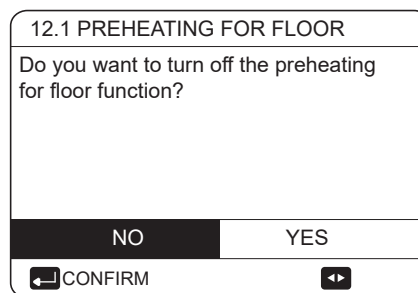 12.1 PREHEATING FOR FLOOR
Do you want to turn off the preheating
for floor function?
NO YES
CONFIRM